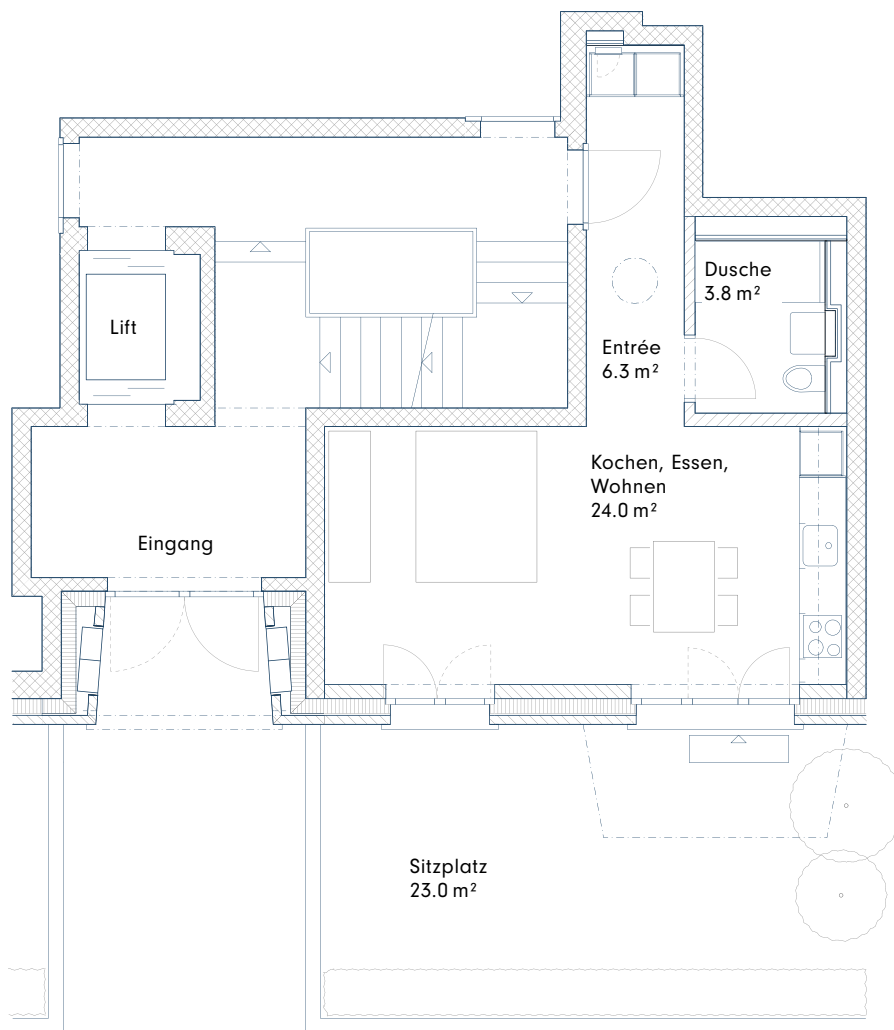 Dusche
3.8 m²
Lift
Entrée
6.3 m²
Kochen, Essen,
Wohnen
24.0 m²
Eingang
Sitzplatz
23.0 m²